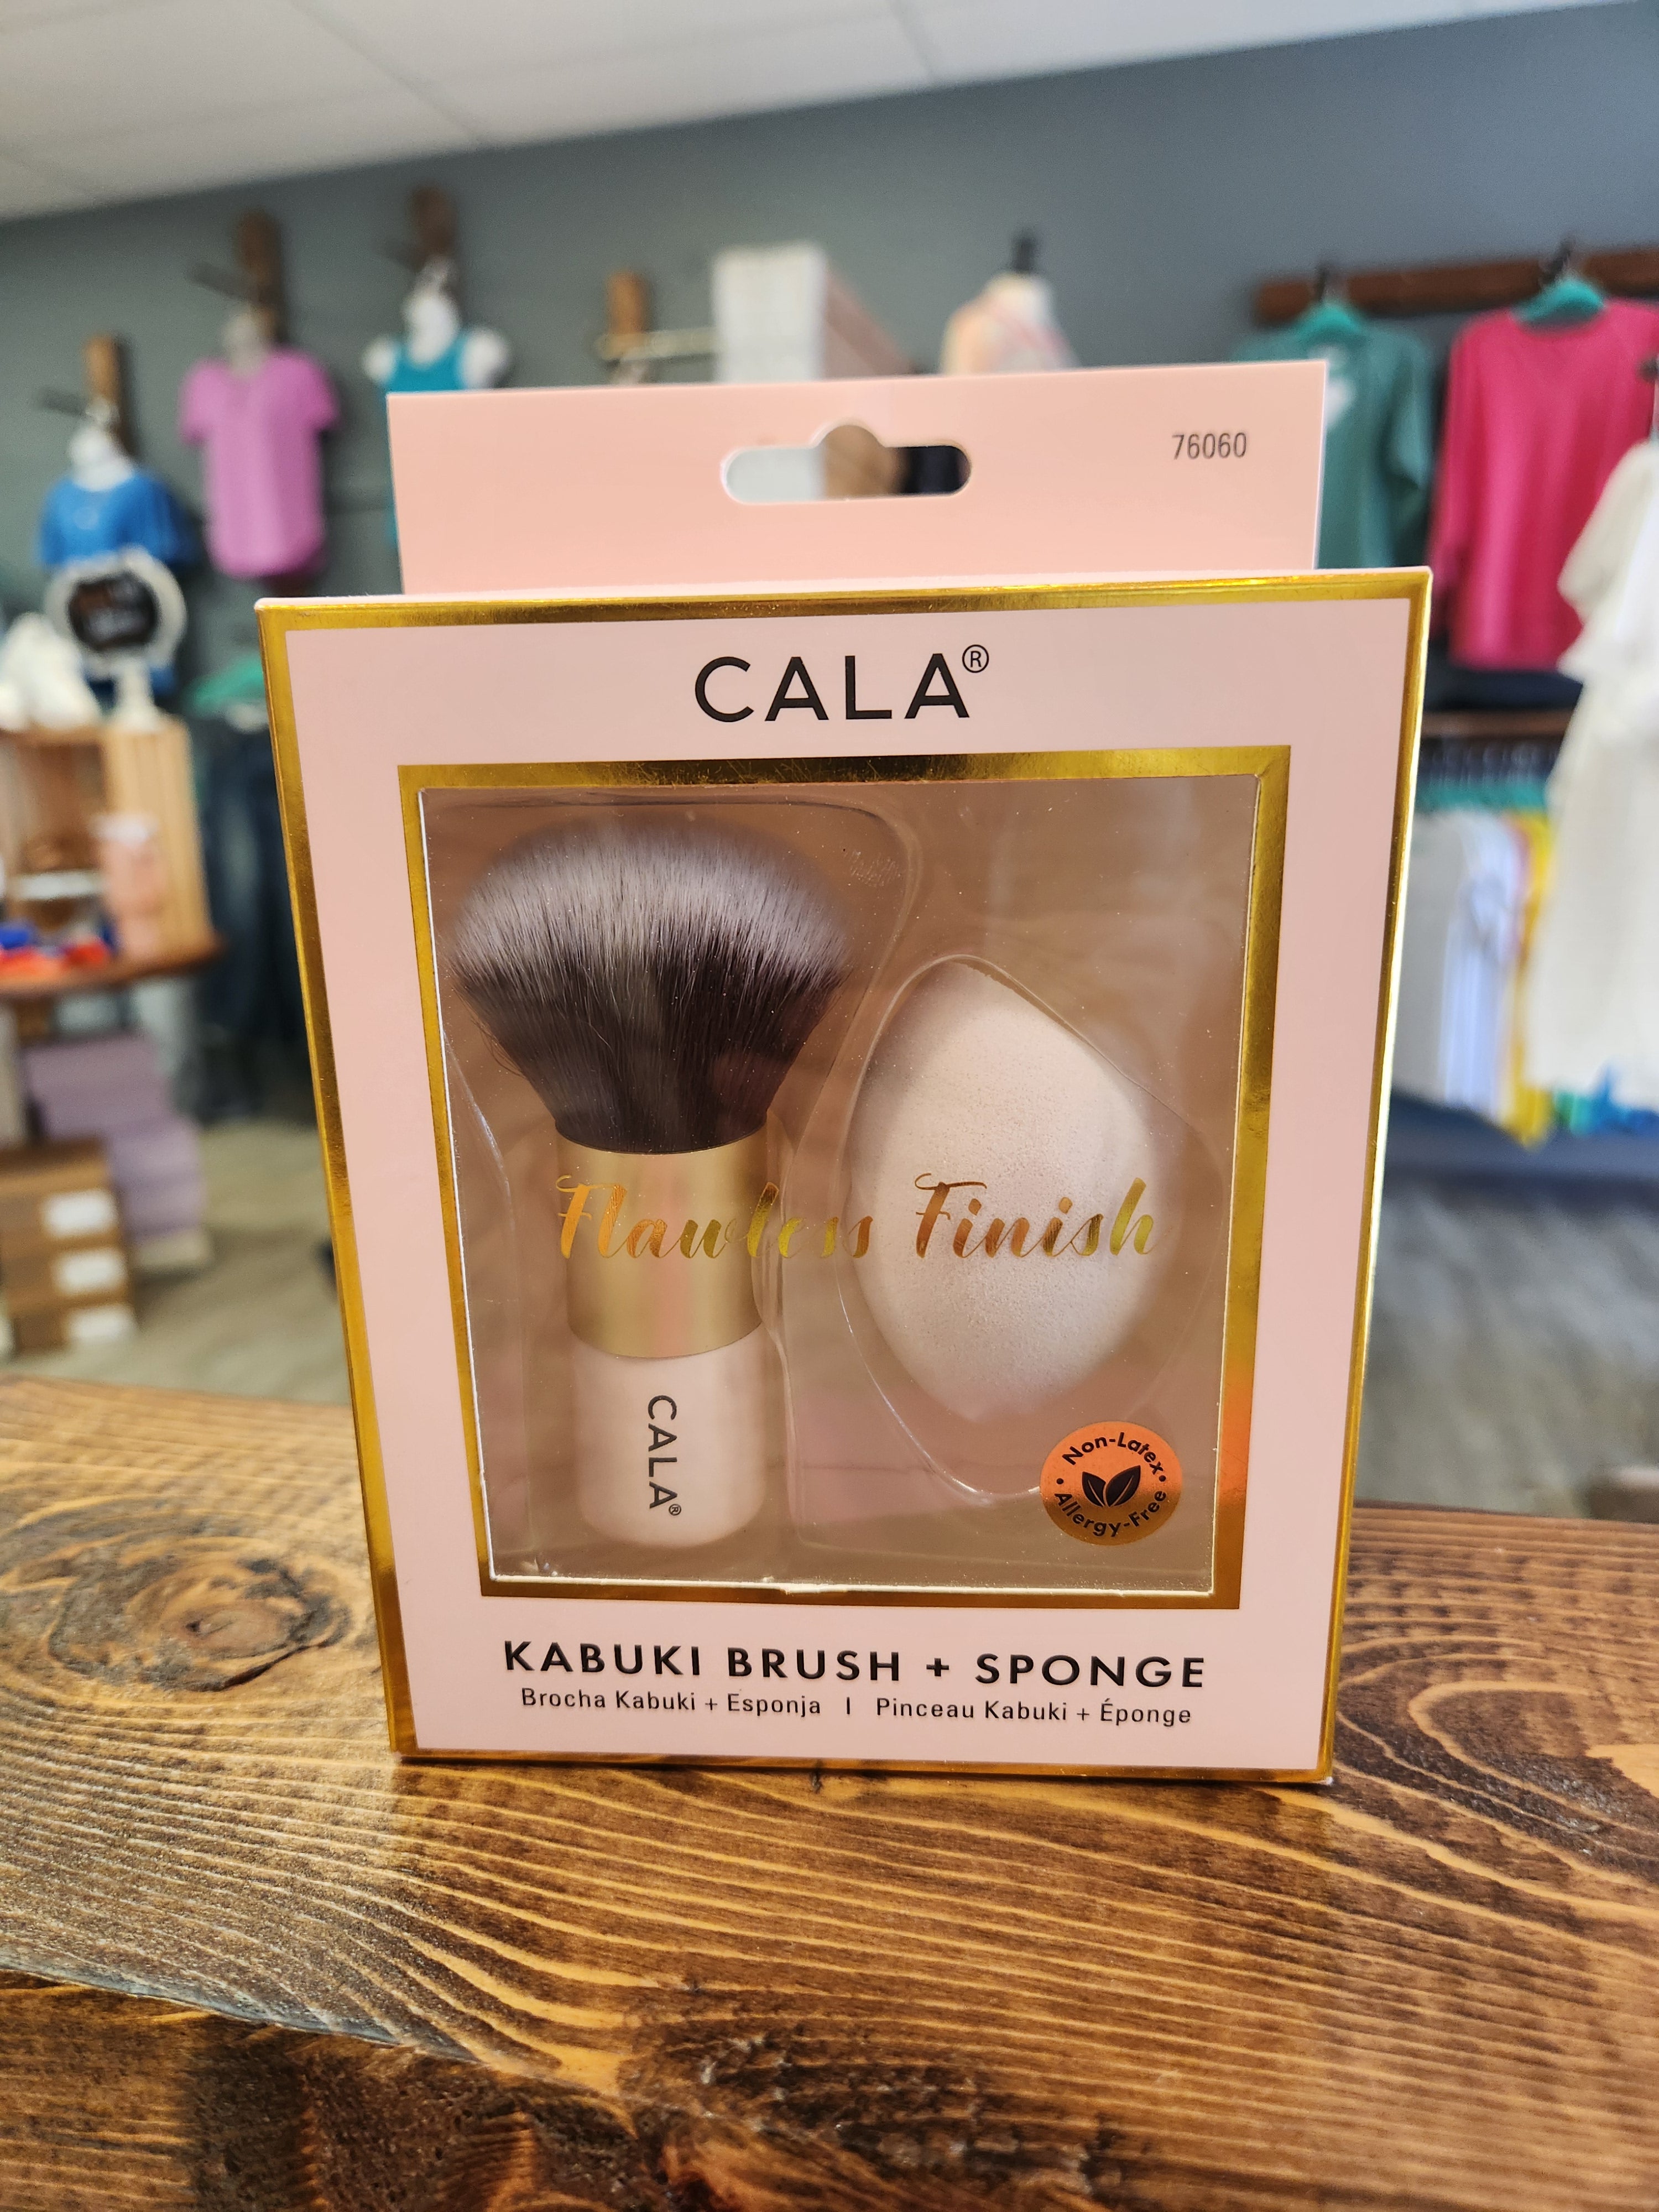 76060
CALA®
Flawless Finish
CALA®
Non-Latex
• Allergy-Free •
KABUKI BRUSH + SPONGE
Brocha Kabuki + Esponja | Pinceau Kabuki + Éponge